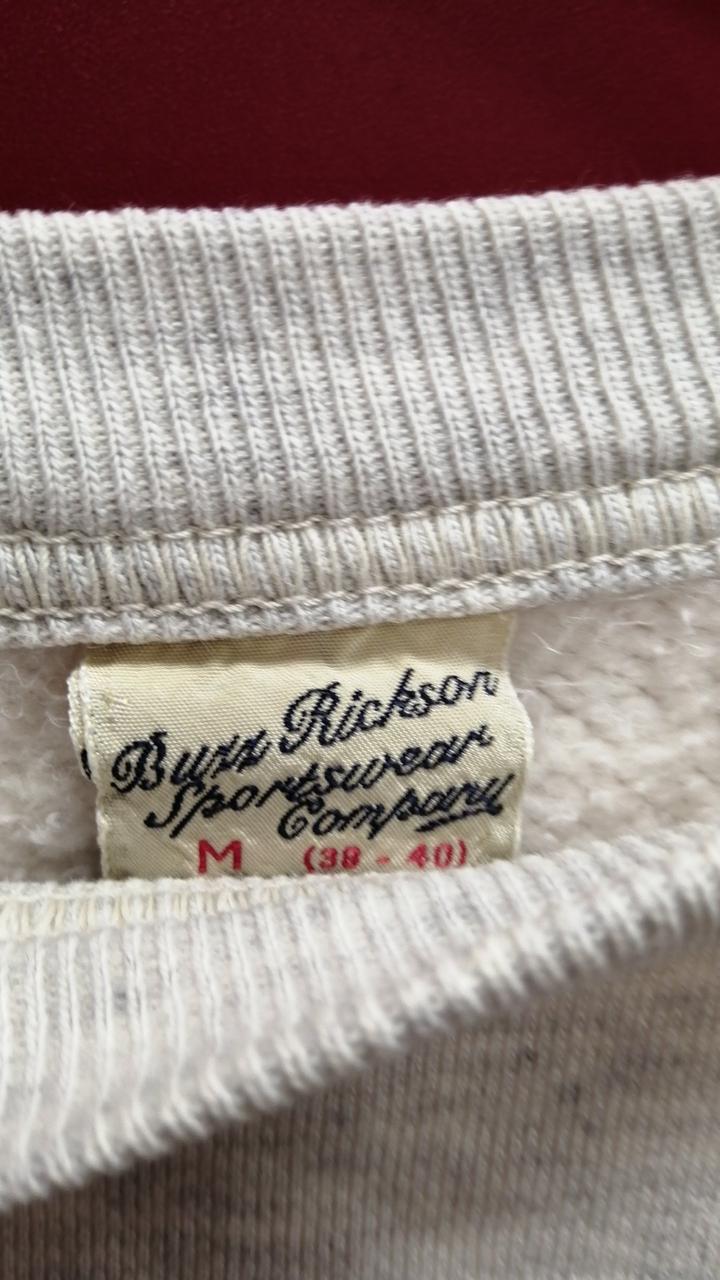 Buzz Rickson
Sportswear
Company
M (38 - 40)